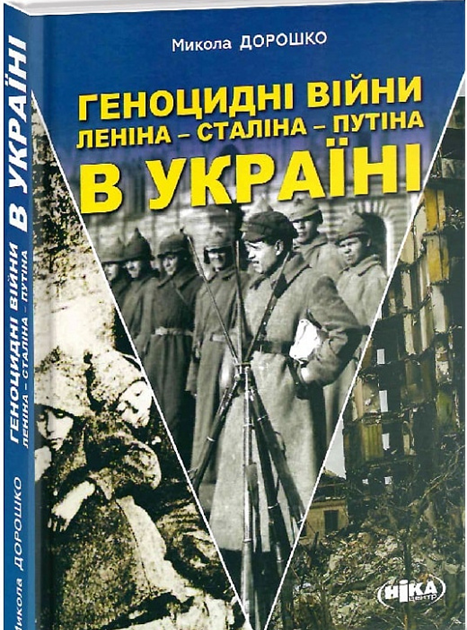 Микола ДОРОШКО
ГЕНОЦИДНІ ВІЙНИ
ЛЕНІНА – СТАЛІНА – ПУТІНА
В УКРАЇНІ
НІКА
ЦЕНТР
Микола ДОРОШКО
ГЕНОЦИДНІ ВІЙНИ
ЛЕНІНА – СТАЛІНА – ПУТІНА
В УКРАЇНІ